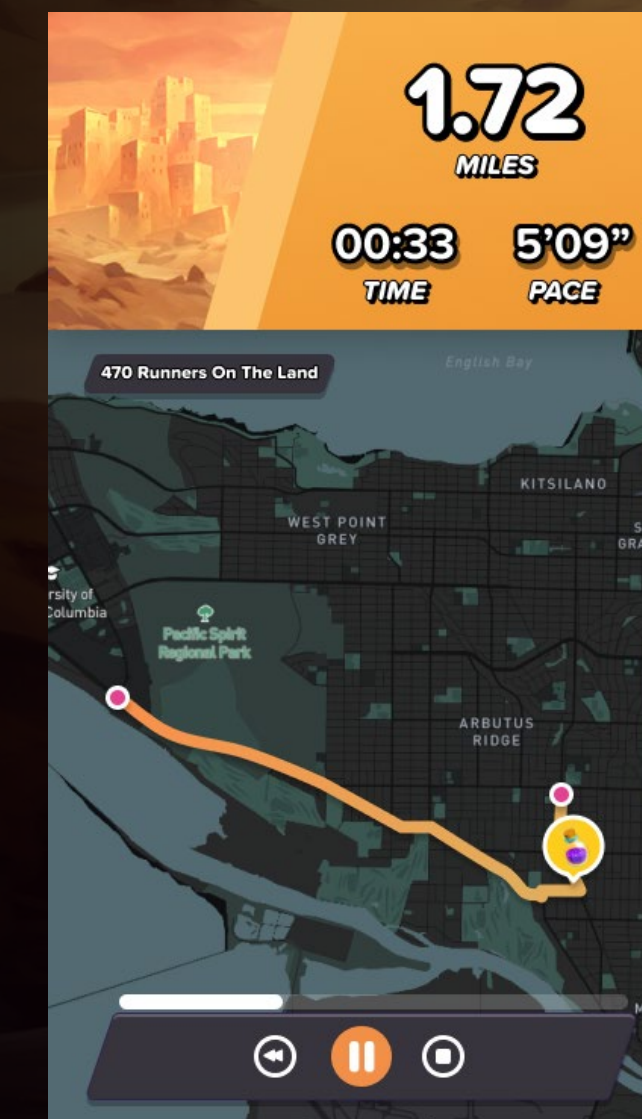 1.72
MILES
00:33 5’09”
TIME PACE
470 Runners On The Land
English Bay
KITSILANO
WEST POINT
GREY
S
GRA
rsity of
Columbia
Pacific Spirit
Regional Park
ARBUTUS
RIDGE
M